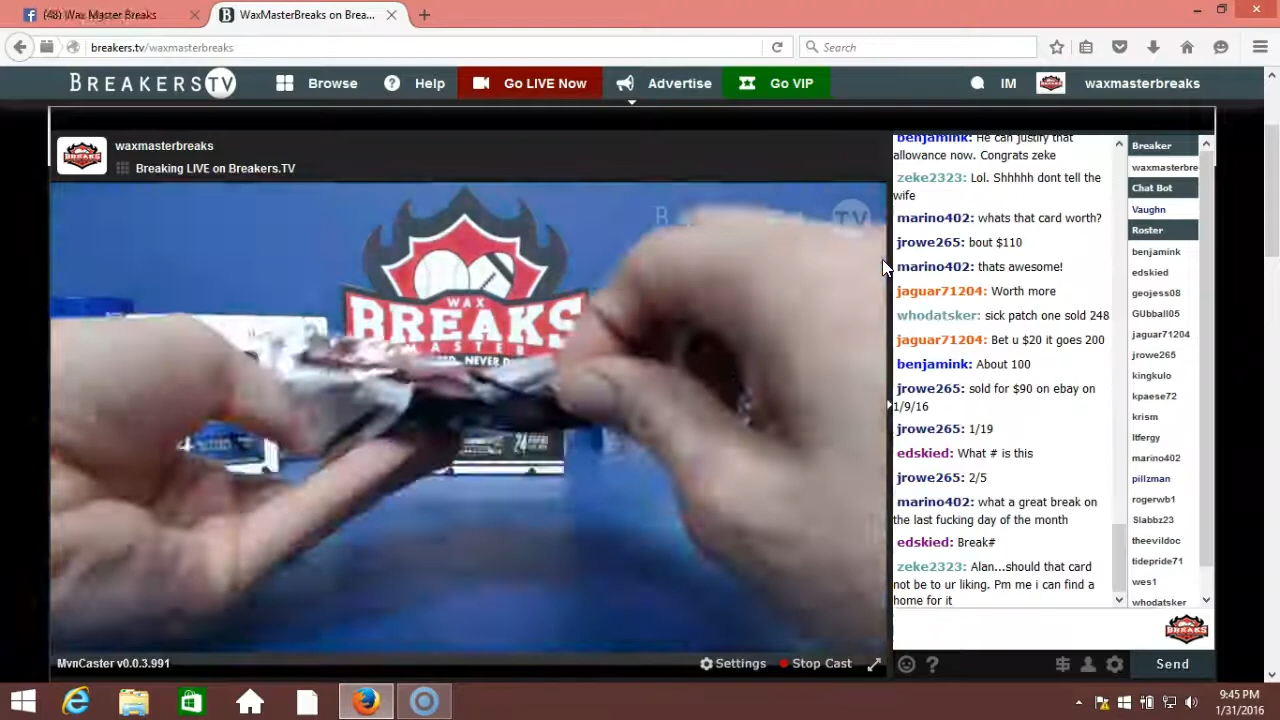 (48) Wax Master Breaks
WaxMasterBreaks on Brea...
breakers.tv/waxmasterbreaks
Search
BREAKERS TV
Browse
Help
Go LIVE Now
Advertise
Go VIP
IM
waxmasterbreaks
waxmasterbreaks
Breaking LIVE on Breakers.TV
TV
WAX
BREAKS
MASTER
NEVER
24
benjamink: He can justify that
allowance now. Congrats zeke
zeke2323: Lol. Shhhhh dont tell the
wife
marino402: whats that card worth?
jrowe265: bout $110
marino402: thats awesome!
jaguar71204: Worth more
whodatsker: sick patch one sold 248
jaguar71204: Bet u $20 it goes 200
benjamink: About 100
jrowe265: sold for $90 on ebay on
1/9/16
jrowe265: 1/19
edskied: What # is this
jrowe265: 2/5
marino402: what a great break on
the last fucking day of the month
edskied: Break#
zeke2323: Alan...should that card
not be to ur liking. Pm me i can find a
home for it
Breaker
waxmasterbre
Chat Bot
Vaughn
Roster
benjamink
edskied
geojess08
GUbball05
jaguar71204
jrowe265
kingkulo
kpaese72
krism
ltfergy
marino402
pillzman
rogerwb1
Slabbz23
theevildoc
tidepride71
wes1
whodatsker
BREAKS
MvnCaster v0.0.3.991
Settings
Stop Cast
Send
9:45 PM
1/31/2016